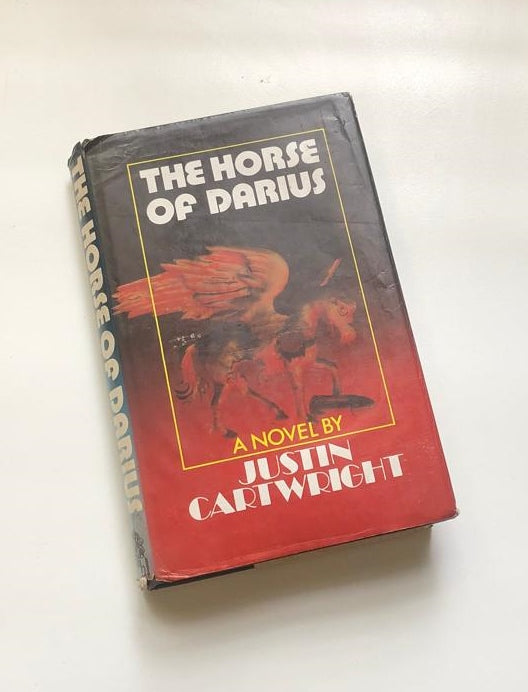 THE HORSE
OF DARIUS
A NOVEL BY
JUSTIN
CARTWRIGHT
THE HORSE OF DARIUS